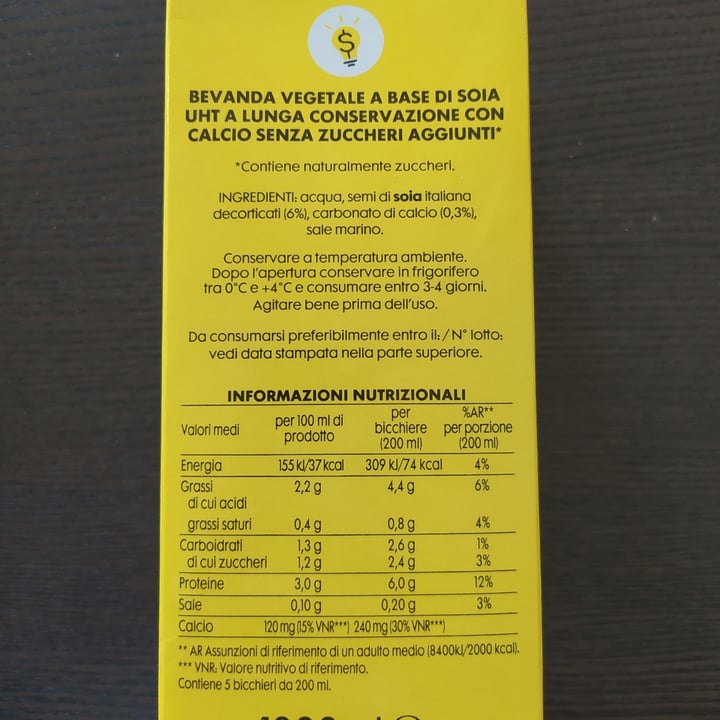 $
BEVANDA VEGETALE A BASE DI SOIA
UHT A LUNGA CONSERVAZIONE CON
CALCIO SENZA ZUCCHERI AGGIUNTI*
*Contiene naturalmente zuccheri.
INGREDIENTI: acqua, semi di soia italiana
decorticati (6%), carbonato di calcio (0,3%),
sale marino.
Conservare a temperatura ambiente.
Dopo l'apertura conservare in frigorifero
tra 0°C e +4°C e consumare entro 3-4 giorni.
Agitare bene prima dell'uso.
Da consumarsi preferibilmente entro il: / N° lotto:
vedi data stampata nella parte superiore.
INFORMAZIONI NUTRIZIONALI
Valori medi per 100 ml di prodotto per bicchiere (200 ml) %AR** per porzione (200 ml)
Energia 155 kJ/37 kcal 309 kJ/74 kcal 4%
Grassi 2,2 g 4,4 g 6%
di cui acidi
grassi saturi 0,4 g 0,8 g 4%
Carboidrati 1,3 g 2,6 g 1%
di cui zuccheri 1,2 g 2,4 g 3%
Proteine 3,0 g 6,0 g 12%
Sale 0,10 g 0,20 g 3%
Calcio 120 mg (15% VNR***) 240 mg (30% VNR***)
** AR Assunzioni di riferimento di un adulto medio (8400kJ/2000 kcal).
*** VNR: Valore nutritivo di riferimento.
Contiene 5 bicchieri da 200 ml.